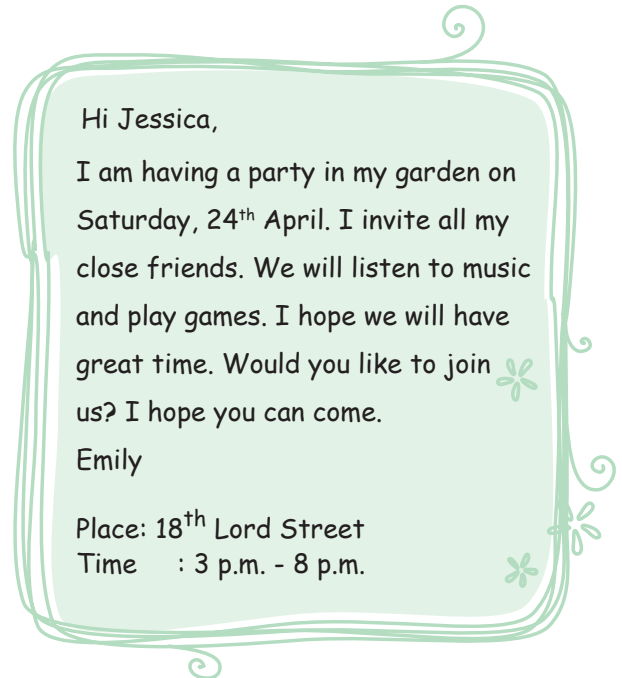 Hi Jessica,
I am having a party in my garden on
Saturday, 24th April. I invite all my
close friends. We will listen to music
and play games. I hope we will have
great time. Would you like to join
us? I hope you can come.
Emily
Place: 18th Lord Street
Time : 3 p.m. - 8 p.m.